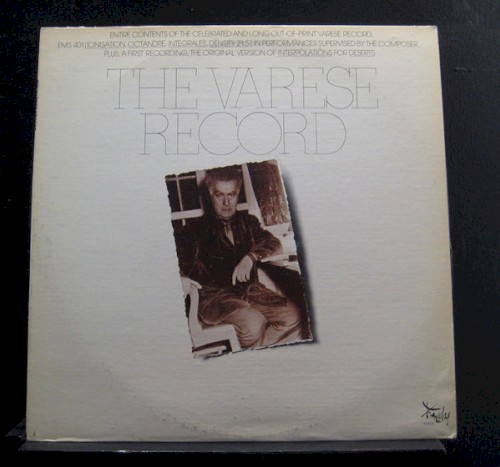 ENTIRE CONTENTS OF THE CELEBRATED AND LONG OUT-OF-PRINT VARESE RECORD,
EMS 401 (IONISATION, OCTANDRE, INTEGRALES, DENSITY 21.5) IN PERFORMANCES SUPERVISED BY THE COMPOSER.
PLUS, A FIRST RECORDING, THE ORIGINAL VERSION OF INTERPOLATIONS FOR DESERTS
THE VARESE
RECORD